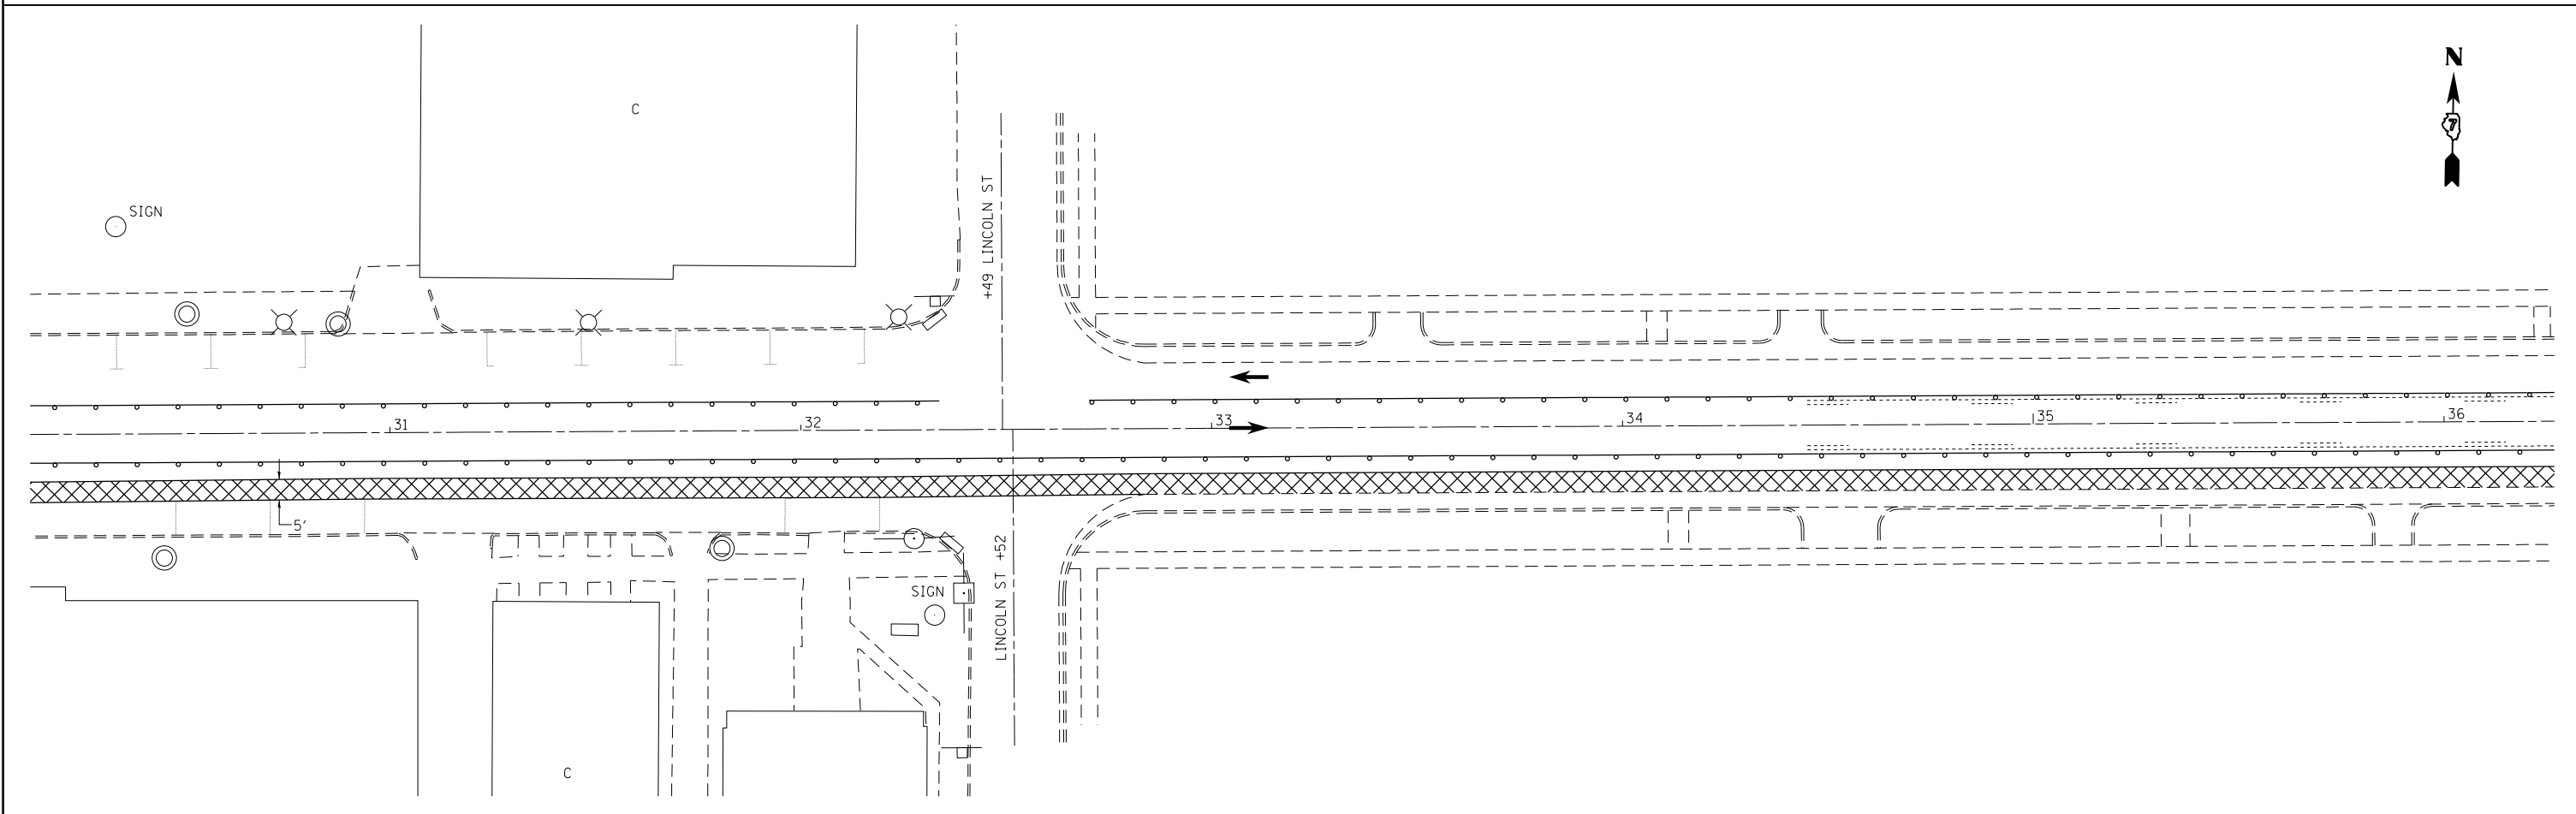 N
C
7
+49 LINCOLN ST
SIGN
31
32
33
34
35
36
5'
LINCOLN ST +52
SIGN
C